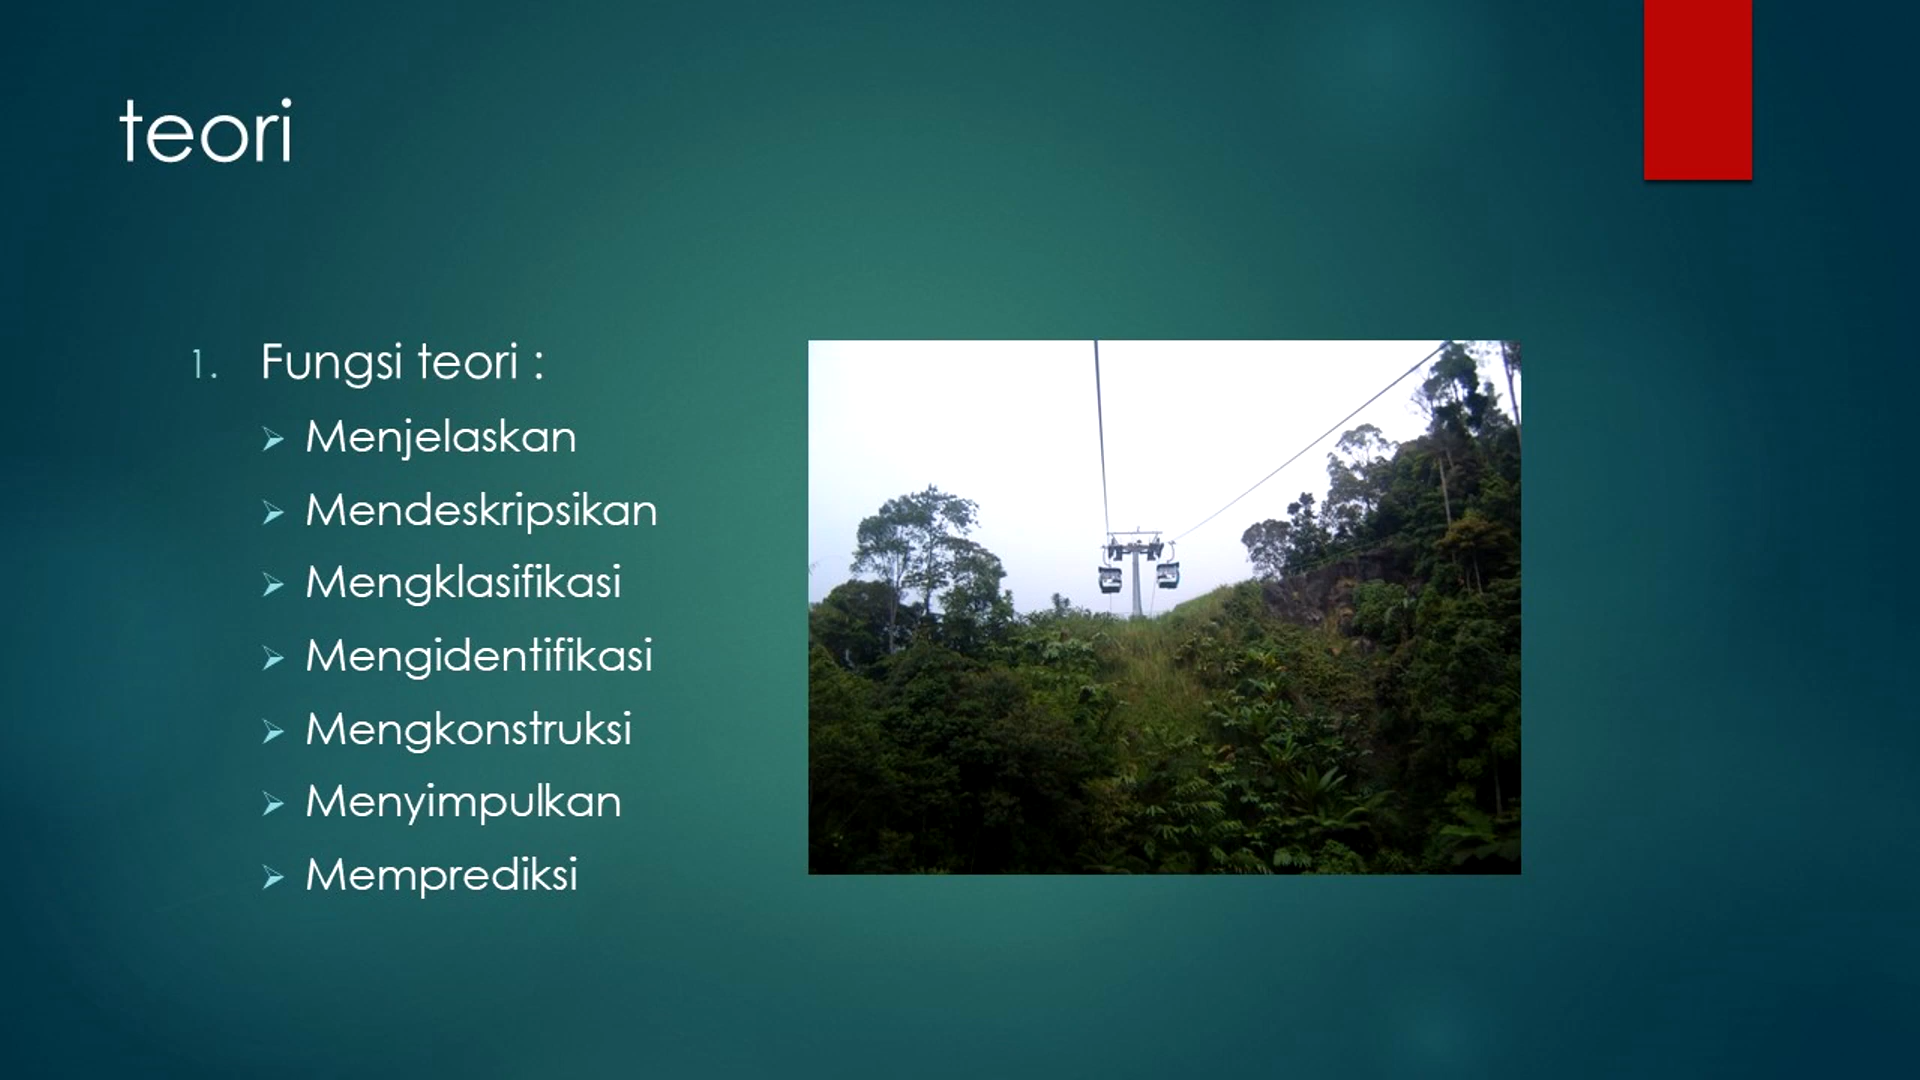 teori
1. Fungsi teori :
➢ Menjelaskan
➢ Mendeskripsikan
➢ Mengklasifikasi
➢ Mengidentifikasi
➢ Mengkonstruksi
➢ Menyimpulkan
➢ Memprediksi